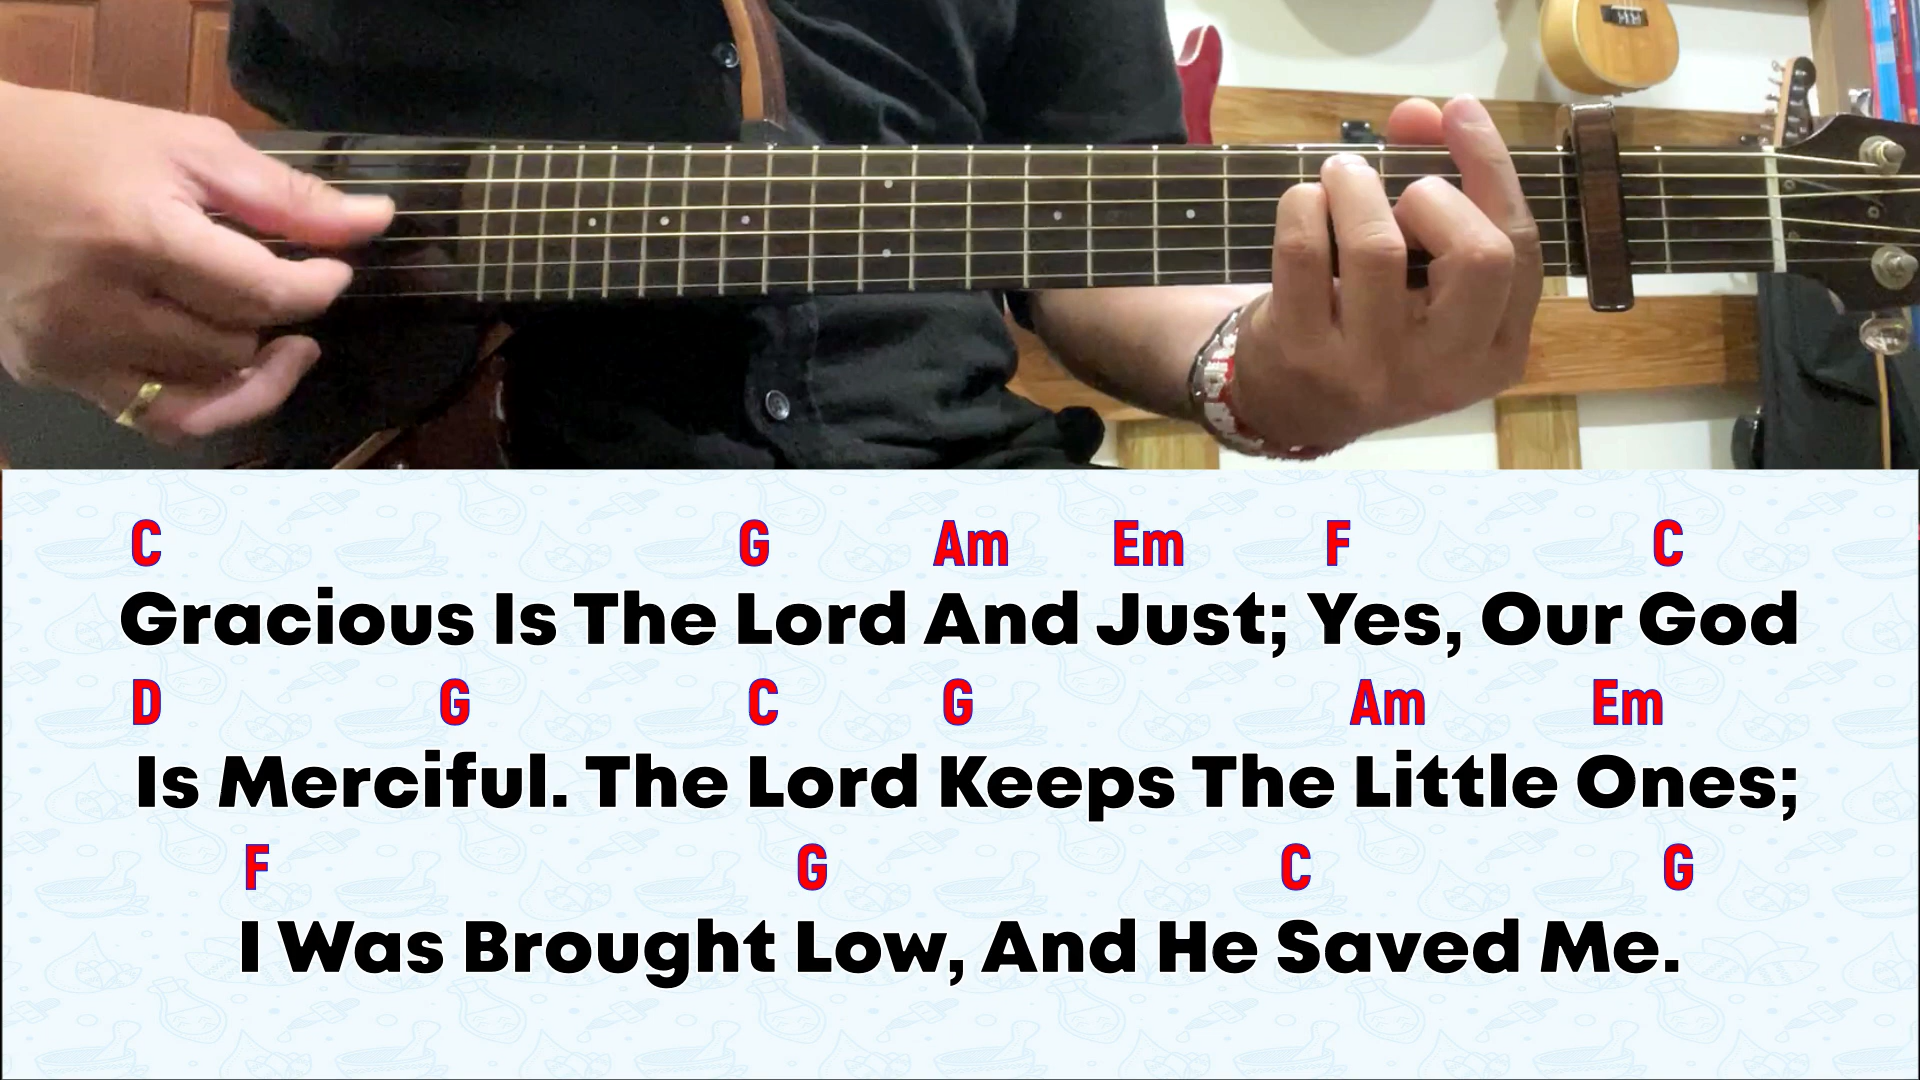 C G Am Em F C
Gracious Is The Lord And Just; Yes, Our God
D G C G Am Em
Is Merciful. The Lord Keeps The Little Ones;
F G C G
I Was Brought Low, And He Saved Me.